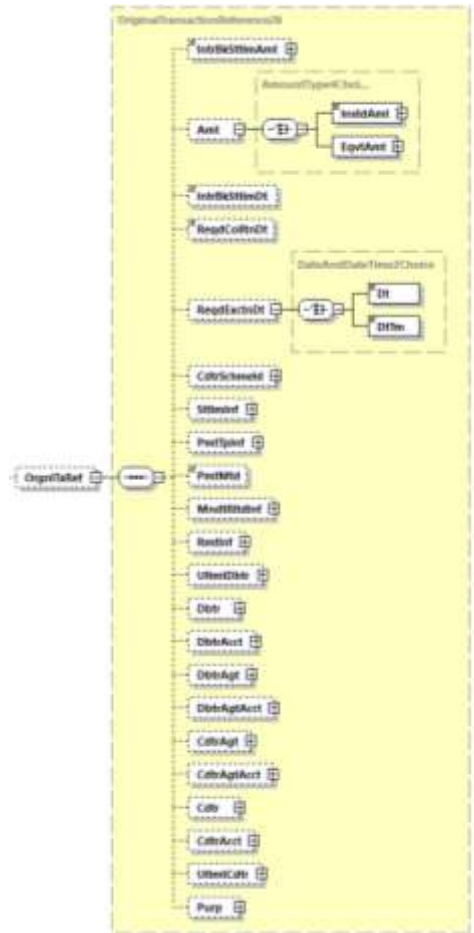 OriginalTransactionReference28
IntrBkSttlmAmt
AmountType4Choi...
Amt
InstdAmt
EqvtAmt
IntrBkSttlmDt
ReqdColltnDt
DateAndDateTime2Choice
ReqdExctnDt
Dt
DtTm
CdtrSchmeId
SttlmInf
PmtTpInf
OrgnlTxRef
PmtMtd
MndtRltdInf
RmtInf
UltmtDbtr
Dbtr
DbtrAcct
DbtrAgt
DbtrAgtAcct
CdtrAgt
CdtrAgtAcct
Cdtr
CdtrAcct
UltmtCdtr
Purp